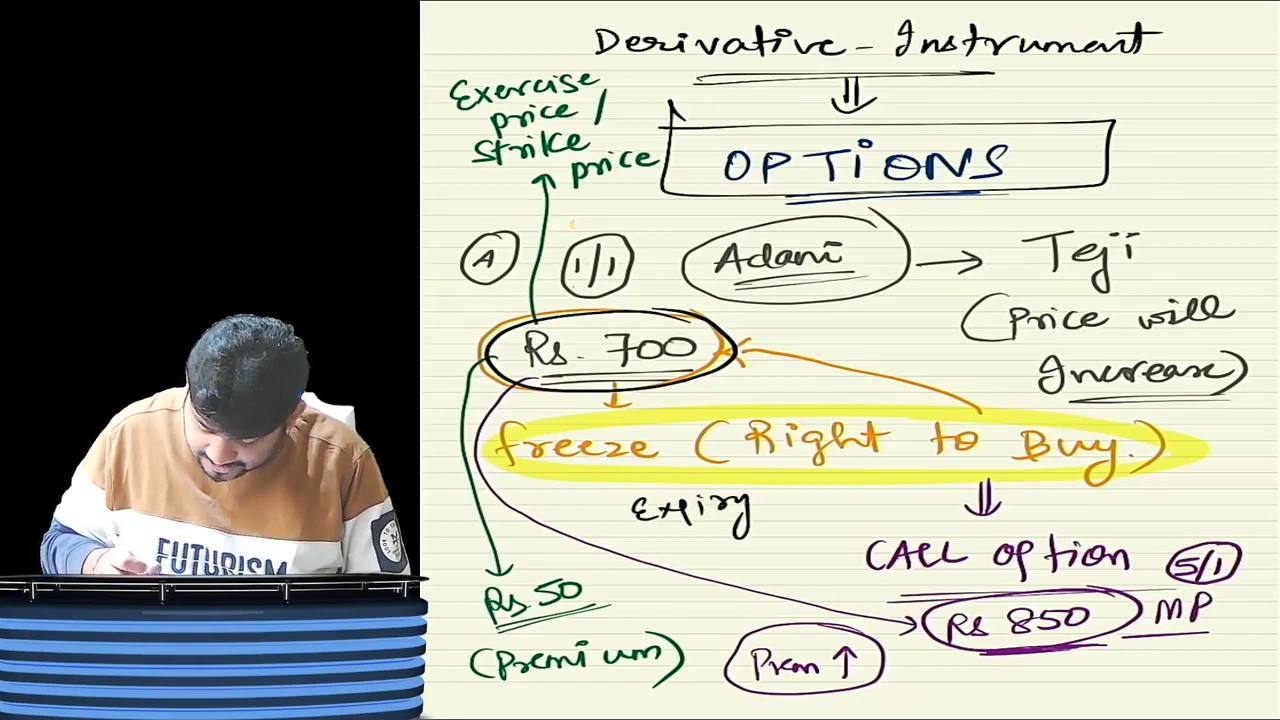 Derivative - Instrument
Exercise
price /
strike
price
OPTIONS
A
1/1
Adani
Teji
(Price will
Increase)
Rs. 700
freeze (Right to Buy.)
Expiry
CALL option
5/1
Rs. 50
(Premium)
Prem ↑
Rs 850
MP
FUTURISM